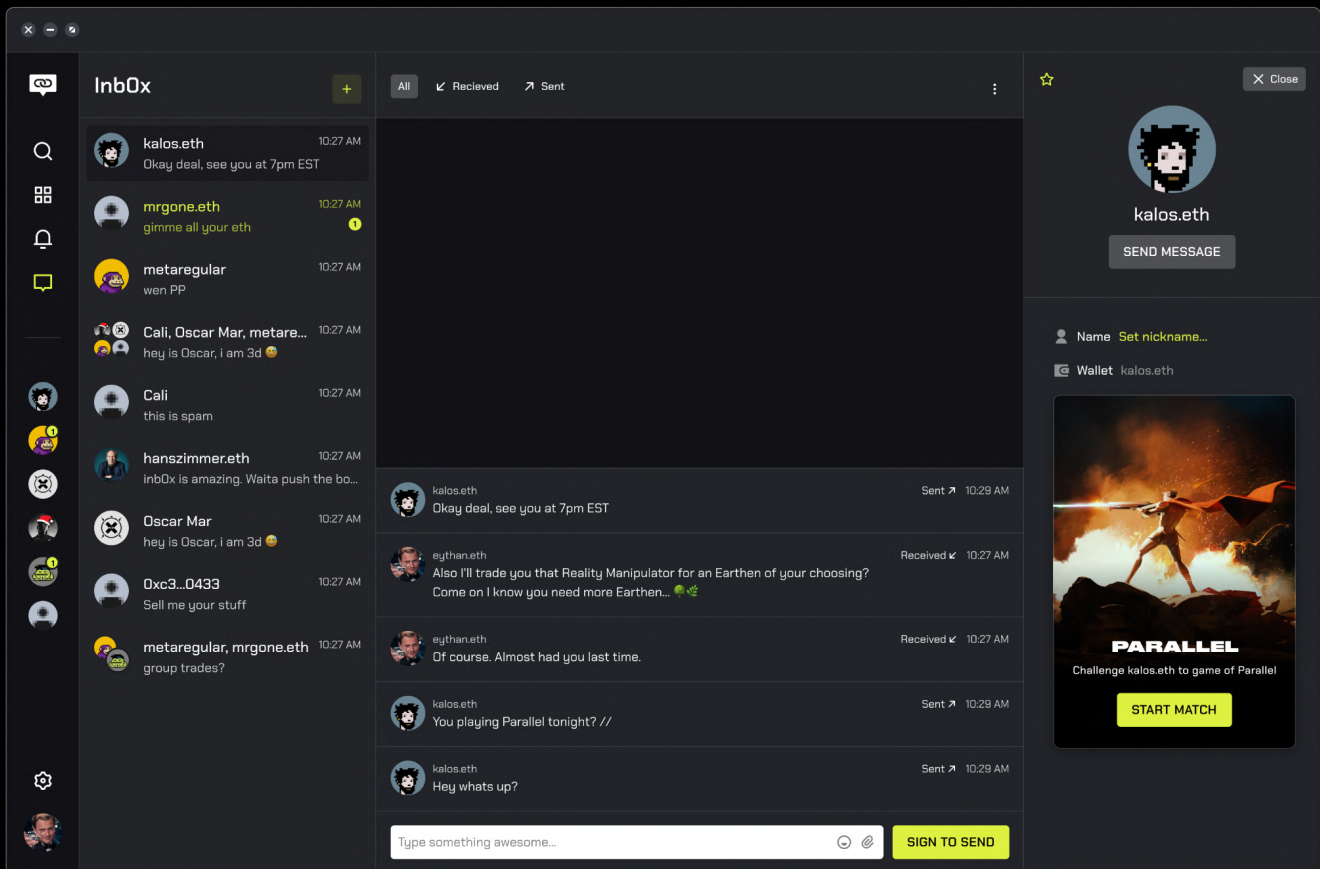 Inb0x
+
kalos.eth
10:27 AM
Okay deal, see you at 7pm EST
mrgone.eth
10:27 AM
gimme all your eth
1
metaregular
10:27 AM
wen PP
Cali, Oscar Mar, metare...
10:27 AM
hey is Oscar, i am 3d 😅
Cali
10:27 AM
this is spam
hanszimmer.eth
10:27 AM
inb0x is amazing. Waita push the bo...
Oscar Mar
10:27 AM
hey is Oscar, i am 3d 😅
0xc3...0433
10:27 AM
Sell me your stuff
metaregular, mrgone.eth
10:27 AM
group trades?
1
1
All
Recieved
Sent
kalos.eth
Sent
10:29 AM
Okay deal, see you at 7pm EST
eythan.eth
Received
10:27 AM
Also I'll trade you that Reality Manipulator for an Earthen of your choosing?
Come on I know you need more Earthen... 🌳🌿
eythan.eth
Received
10:27 AM
Of course. Almost had you last time.
kalos.eth
Sent
10:29 AM
You playing Parallel tonight? //
kalos.eth
Sent
10:29 AM
Hey whats up?
Type something awesome...
SIGN TO SEND
Close
kalos.eth
SEND MESSAGE
Name
Set nickname...
Wallet
kalos.eth
PARALLEL
Challenge kalos.eth to game of Parallel
START MATCH